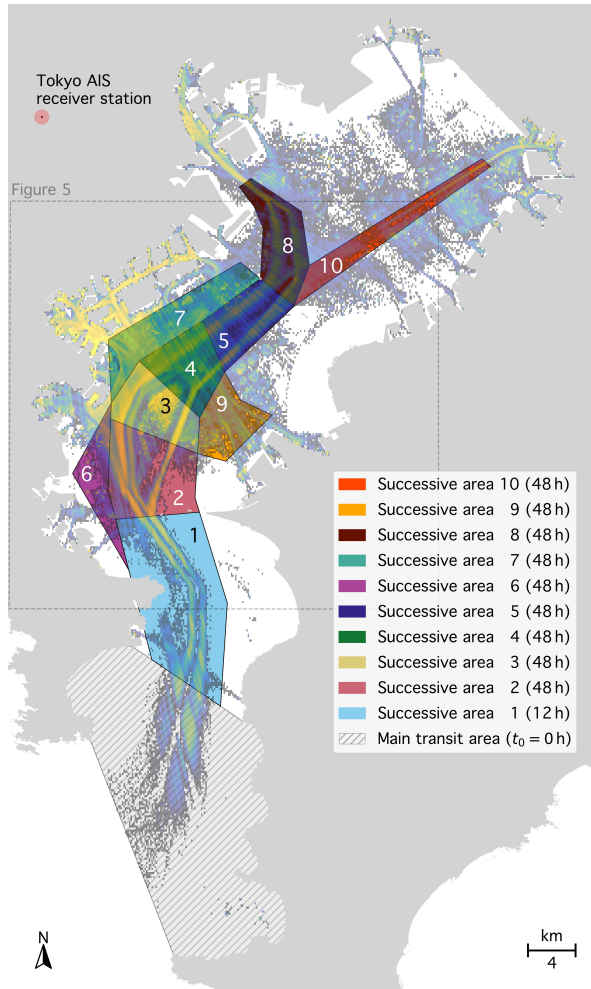 Tokyo AIS
receiver station
Figure 5
8
10
7
5
4
3
9
6
2
1
Successive area 10 (48 h)
Successive area 9 (48 h)
Successive area 8 (48 h)
Successive area 7 (48 h)
Successive area 6 (48 h)
Successive area 5 (48 h)
Successive area 4 (48 h)
Successive area 3 (48 h)
Successive area 2 (48 h)
Successive area 1 (12 h)
Main transit area (t₀ = 0 h)
N
km
4